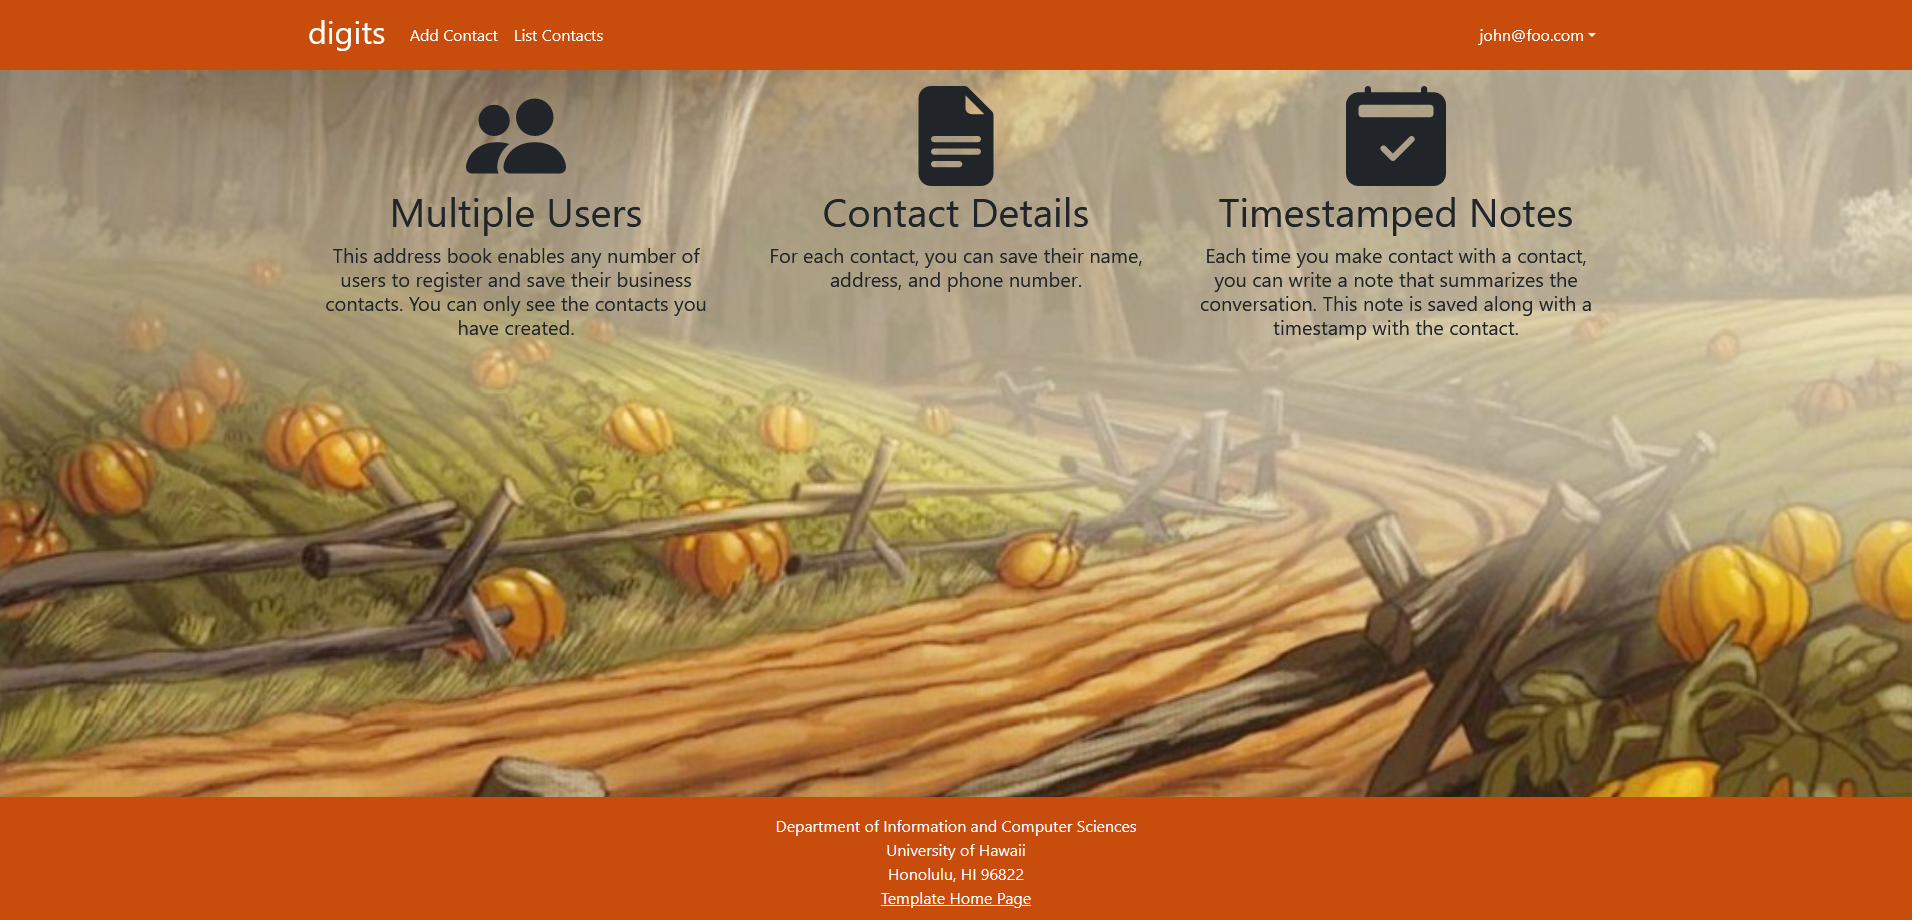 digits
Add Contact
List Contacts
john@foo.com
Multiple Users
This address book enables any number of
users to register and save their business
contacts. You can only see the contacts you
have created.
Contact Details
For each contact, you can save their name,
address, and phone number.
Timestamped Notes
Each time you make contact with a contact,
you can write a note that summarizes the
conversation. This note is saved along with a
timestamp with the contact.
Department of Information and Computer Sciences
University of Hawaii
Honolulu, HI 96822
Template Home Page